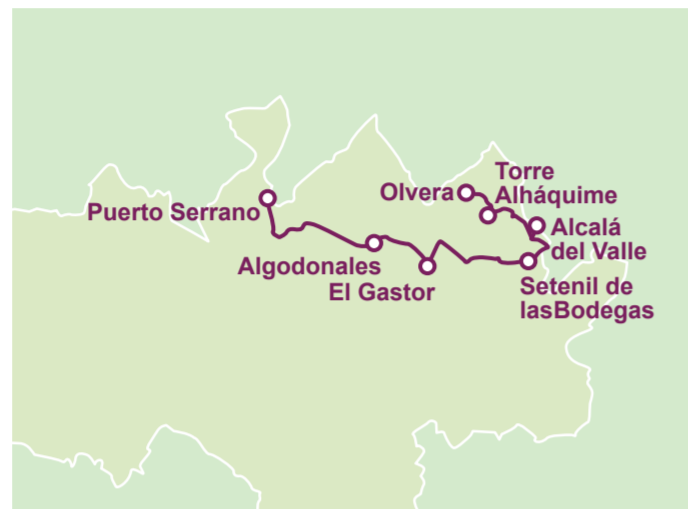 Torre
Alháquime
Olvera
Puerto Serrano
Alcalá
del Valle
Algodonales
El Gastor
Setenil de
lasBodegas